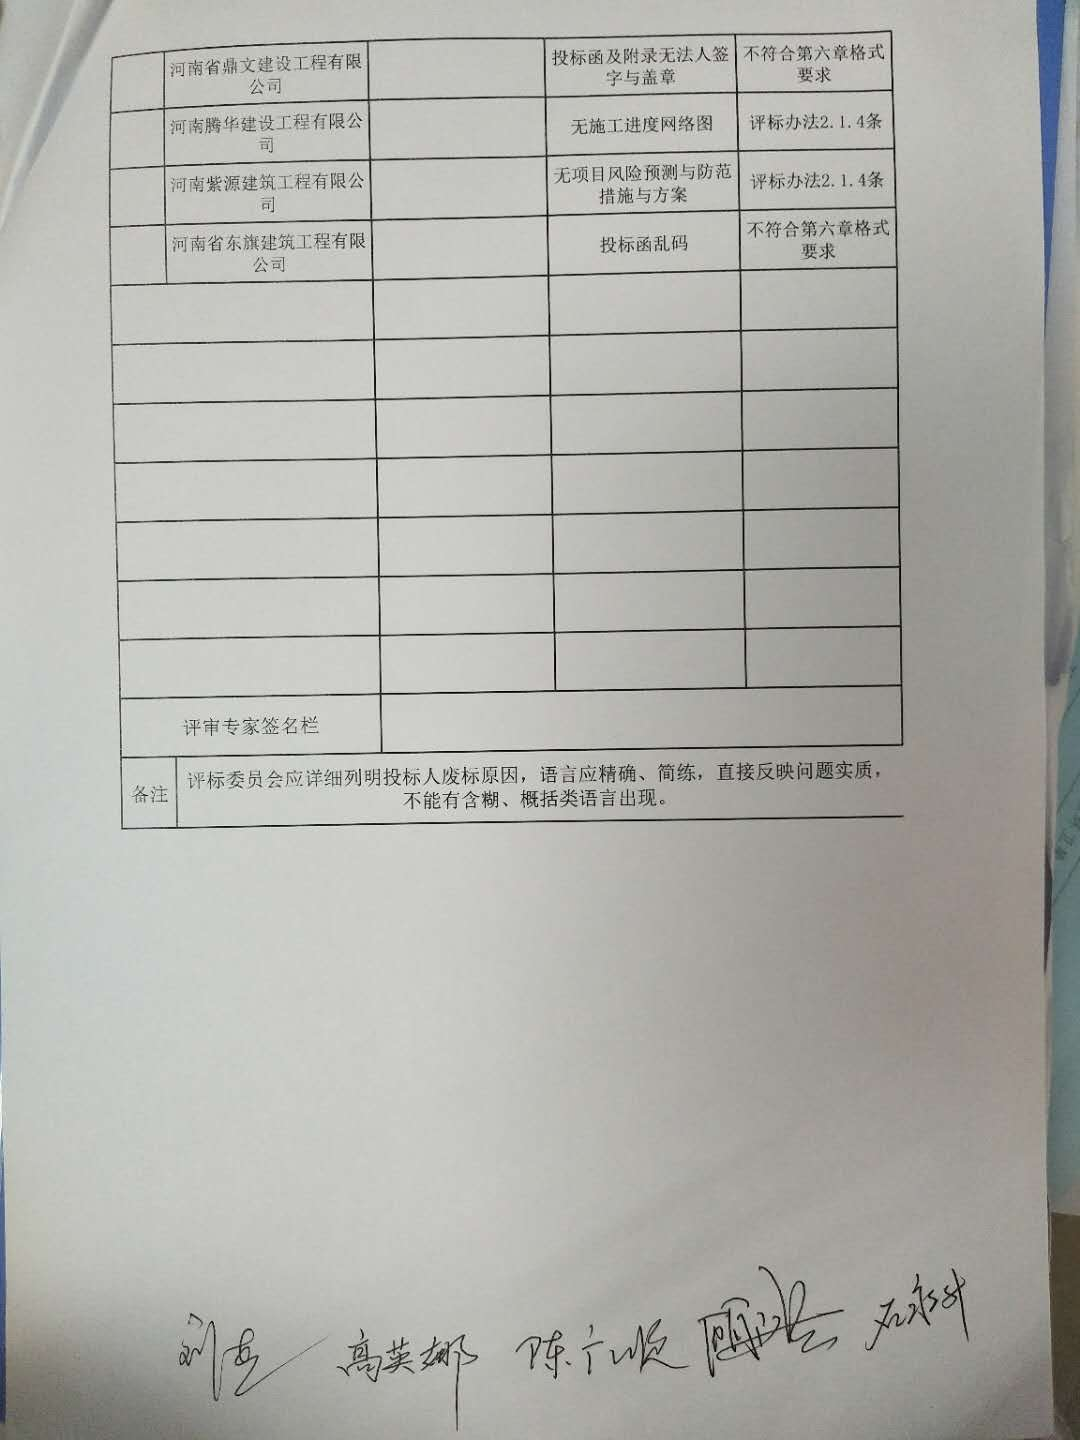 河南省鼎文建设工程有限
公司
投标函及附录无法人签
字与盖章
不符合第六章格式
要求
河南腾华建设工程有限公
司
无施工进度网络图
评标办法2.1.4条
河南紫源建筑工程有限公
司
无项目风险预测与防范
措施与方案
评标办法2.1.4条
河南省东旗建筑工程有限
公司
投标函乱码
不符合第六章格式
要求
评审专家签名栏
备注
评标委员会应详细列明投标人废标原因，语言应精确、简练，直接反映问题实质，
不能有含糊、概括类语言出现。
高英娜 陈广顺